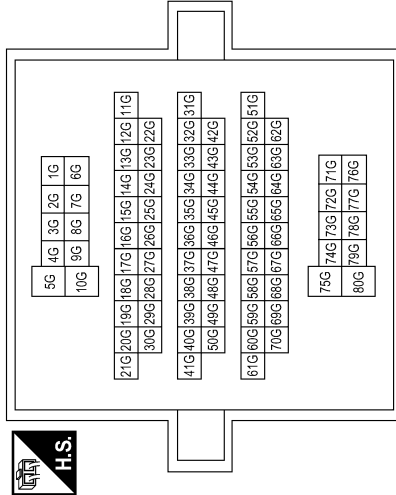 H.S.
5G 4G 3G 2G 1G
10G 9G 8G 7G 6G
21G 20G 19G 18G 17G 16G 15G 14G 13G 12G 11G
30G 29G 28G 27G 26G 25G 24G 23G 22G
41G 40G 39G 38G 37G 36G 35G 34G 33G 32G 31G
50G 49G 48G 47G 46G 45G 44G 43G 42G
61G 60G 59G 58G 57G 56G 55G 54G 53G 52G 51G
70G 69G 68G 67G 66G 65G 64G 63G 62G
75G 74G 73G 72G 71G
80G 79G 78G 77G 76G